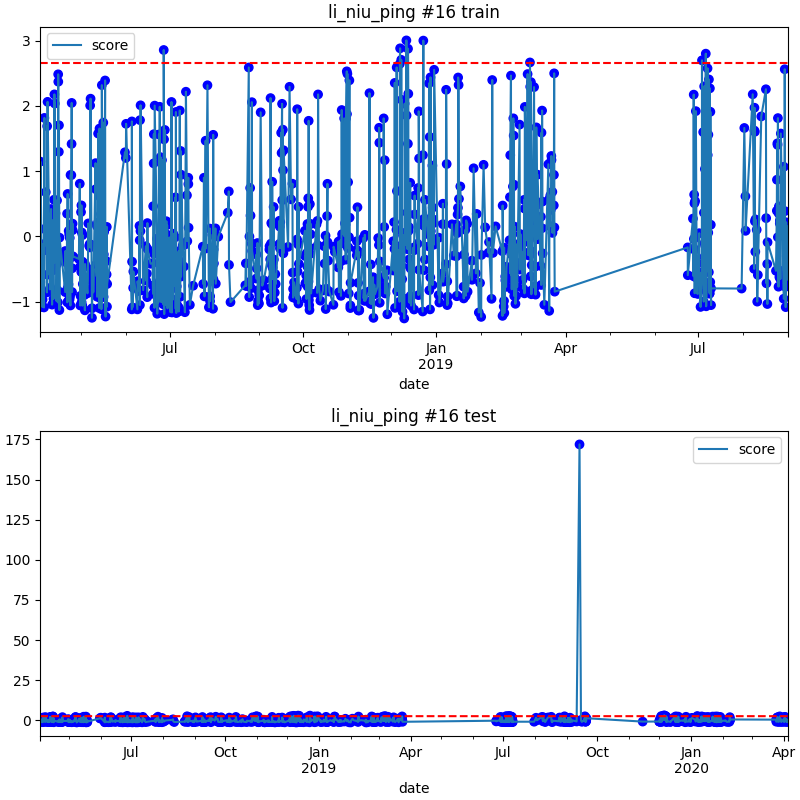 li_niu_ping #16 train
score
3
2
1
0
−1
Jul
Oct
Jan
2019
Apr
Jul
date
li_niu_ping #16 test
score
175
150
125
100
75
50
25
0
Jul
Oct
Jan
2019
Apr
Jul
Oct
Jan
2020
Apr
date